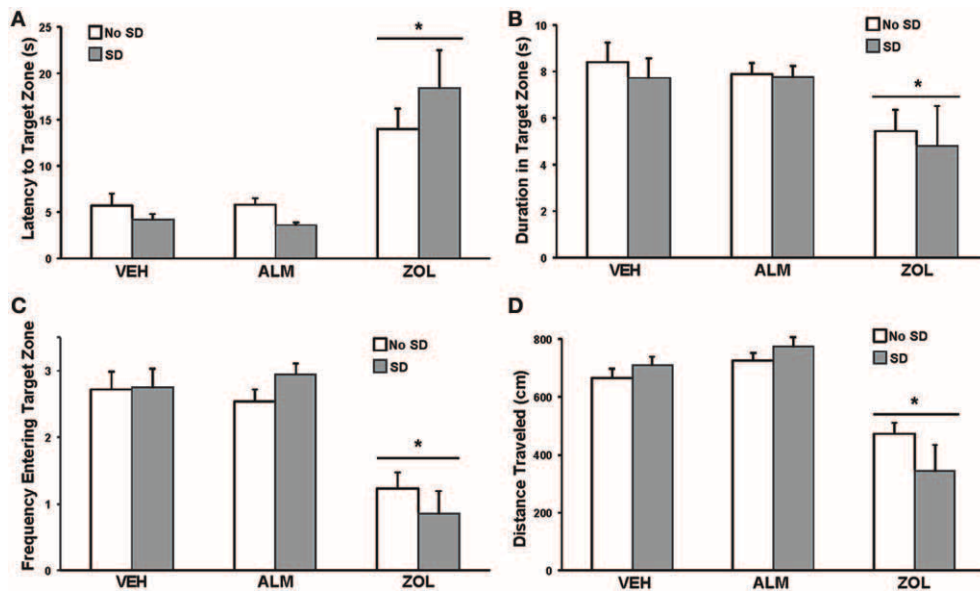 A
Latency to Target Zone (s)
30
25
20
15
10
5
0
No SD
SD
*
VEH ALM ZOL
B
Duration in Target Zone (s)
10
8
6
4
2
0
No SD
SD
*
VEH ALM ZOL
C
Frequency Entering Target Zone
3
2
1
0
No SD
SD
*
VEH ALM ZOL
D
Distance Traveled (cm)
800
600
400
200
0
No SD
SD
*
VEH ALM ZOL